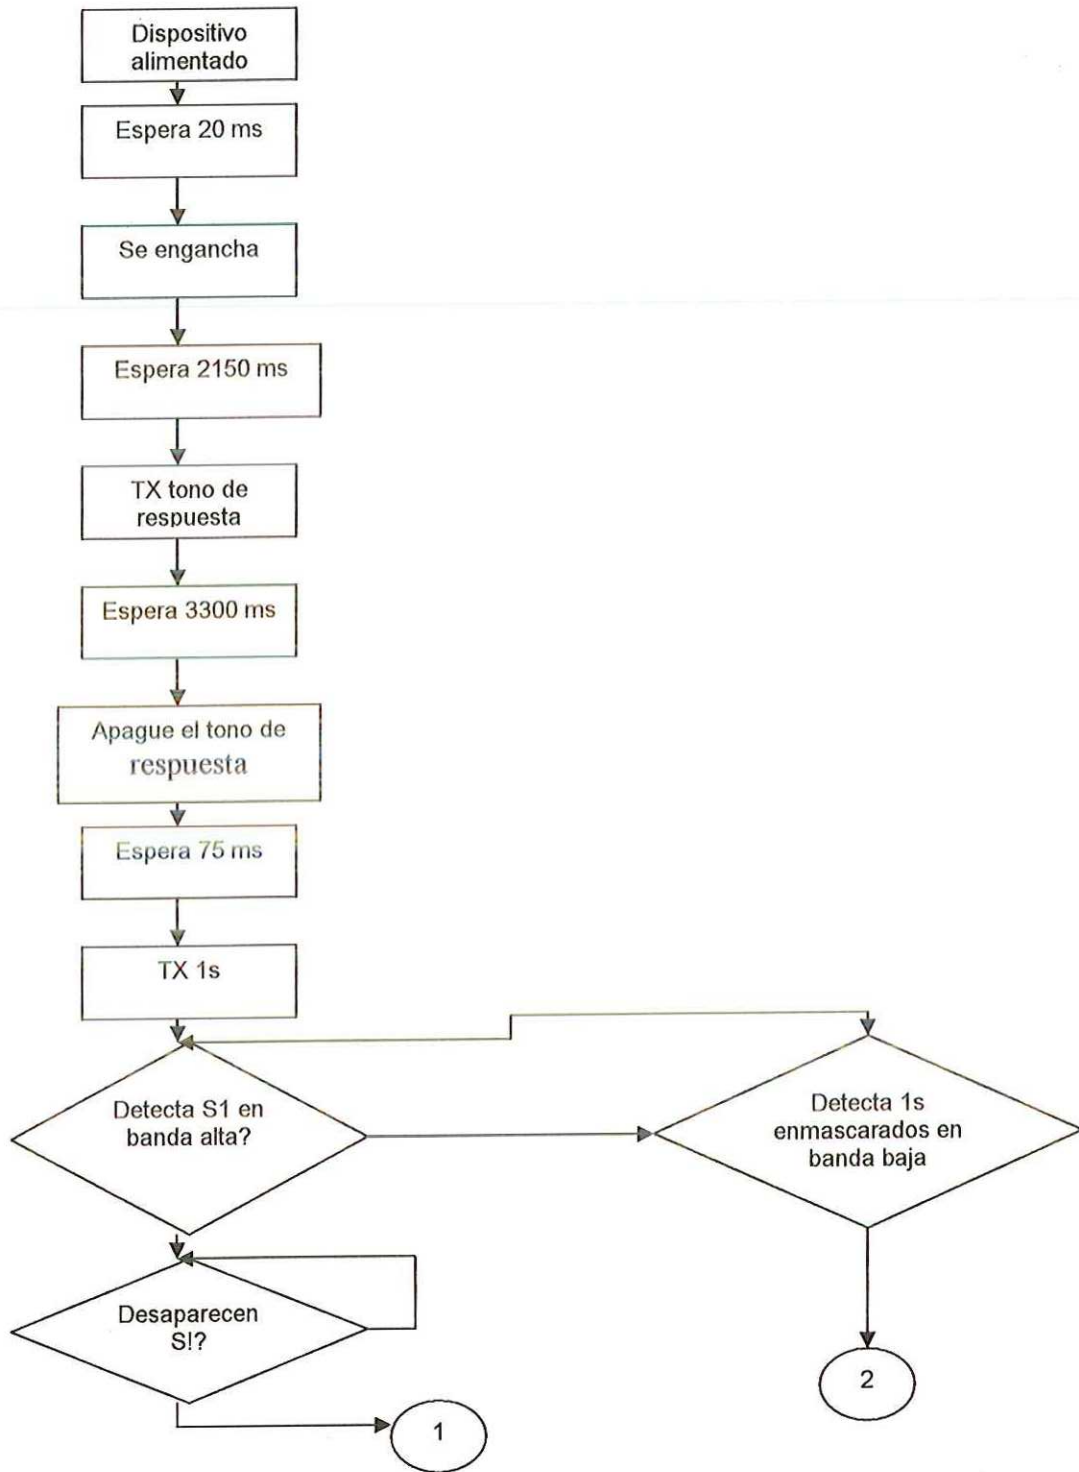 Dispositivo
alimentado
Espera 20 ms
Se engancha
Espera 2150 ms
TX tono de
respuesta
Espera 3300 ms
Apague el tono de
respuesta
Espera 75 ms
TX 1s
Detecta S1 en
banda alta?
Detecta 1s
enmascarados en
banda baja
Desaparecen
S!?
2
1